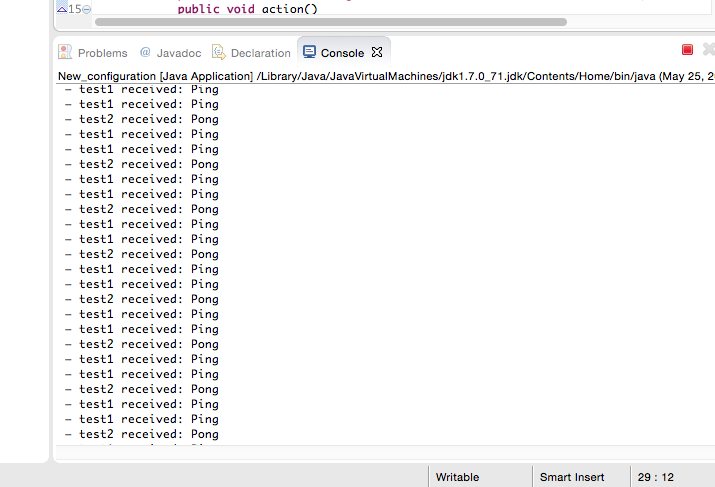 15 public void action()
Problems @ Javadoc Declaration Console
New_configuration [Java Application] /Library/Java/JavaVirtualMachines/jdk1.7.0_71.jdk/Contents/Home/bin/java (May 25, 2
- test1 received: Ping
- test1 received: Ping
- test2 received: Pong
- test1 received: Ping
- test1 received: Ping
- test2 received: Pong
- test1 received: Ping
- test1 received: Ping
- test2 received: Pong
- test1 received: Ping
- test1 received: Ping
- test2 received: Pong
- test1 received: Ping
- test1 received: Ping
- test2 received: Pong
- test1 received: Ping
- test1 received: Ping
- test2 received: Pong
- test1 received: Ping
- test1 received: Ping
- test2 received: Pong
- test1 received: Ping
- test1 received: Ping
- test2 received: Pong
Writable Smart Insert 29 : 12